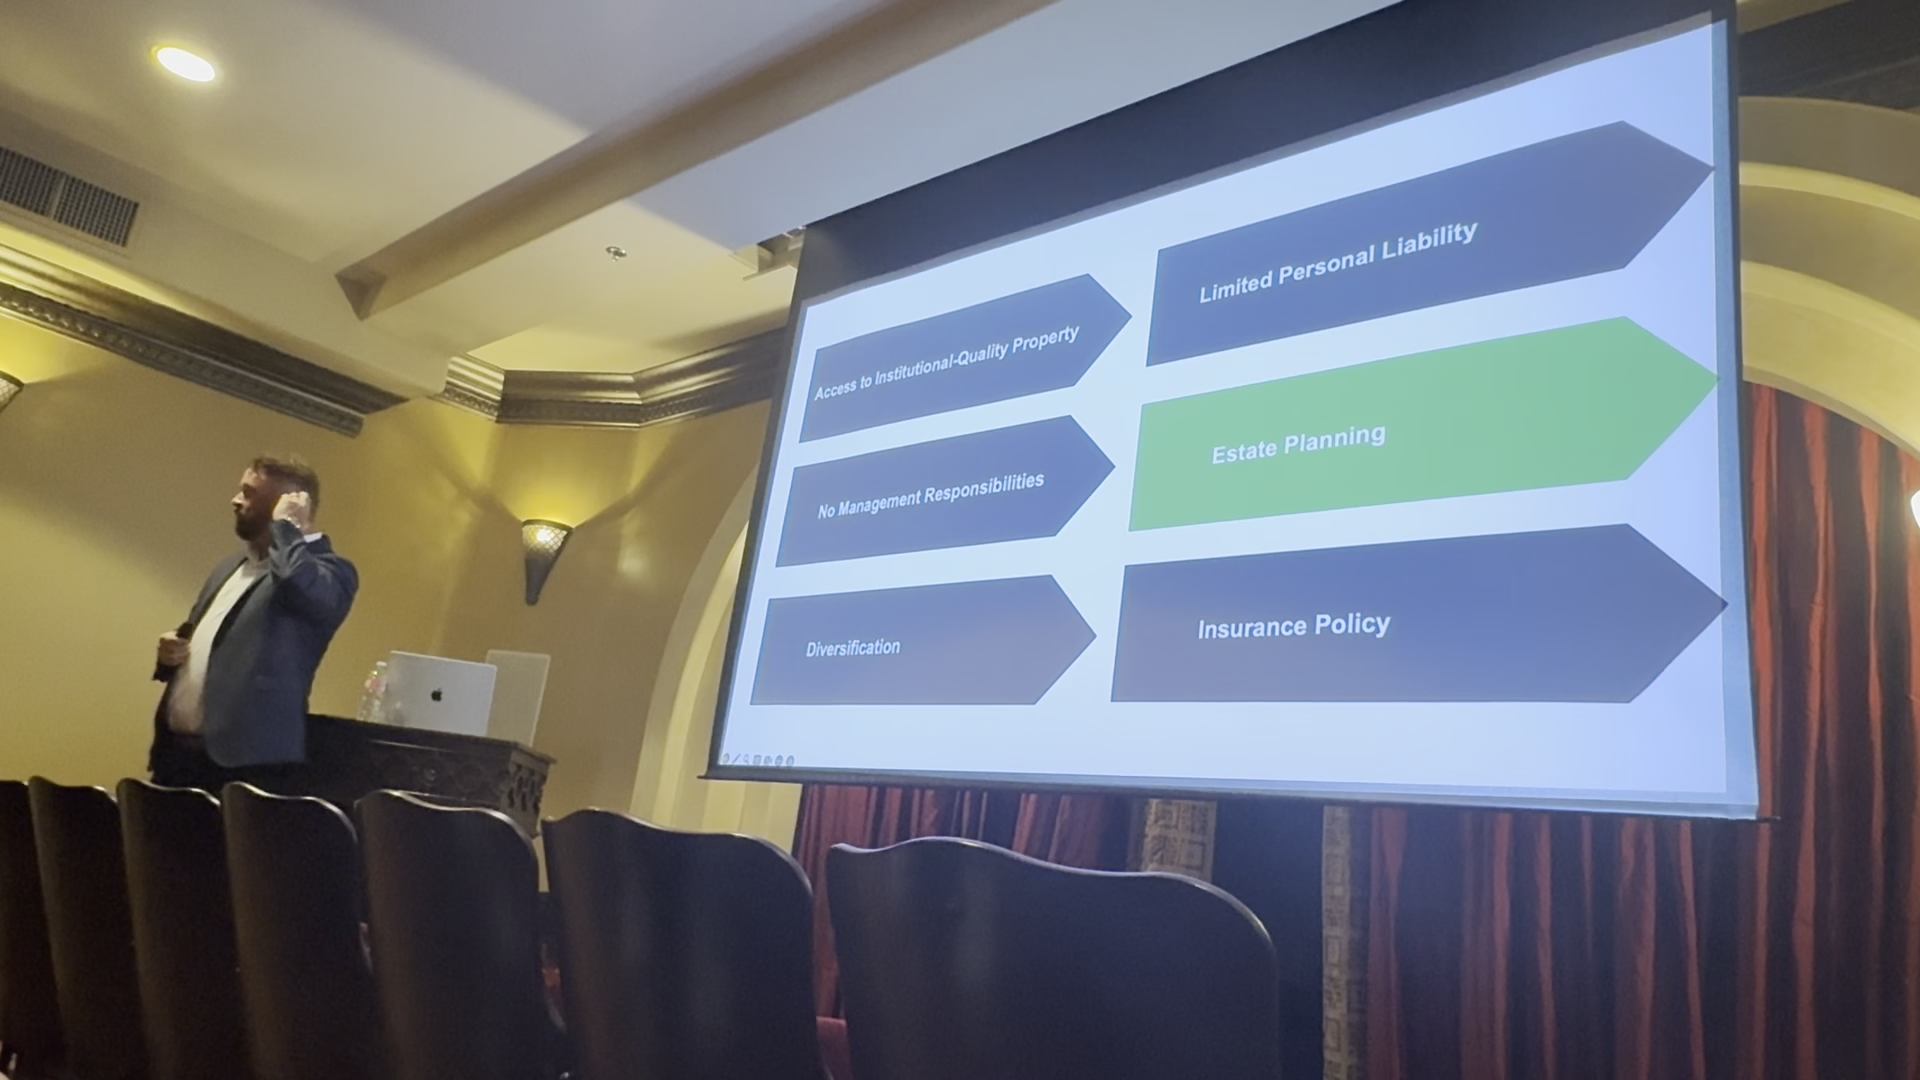 Access to Institutional-Quality Property
No Management Responsibilities
Diversification
Limited Personal Liability
Estate Planning
Insurance Policy